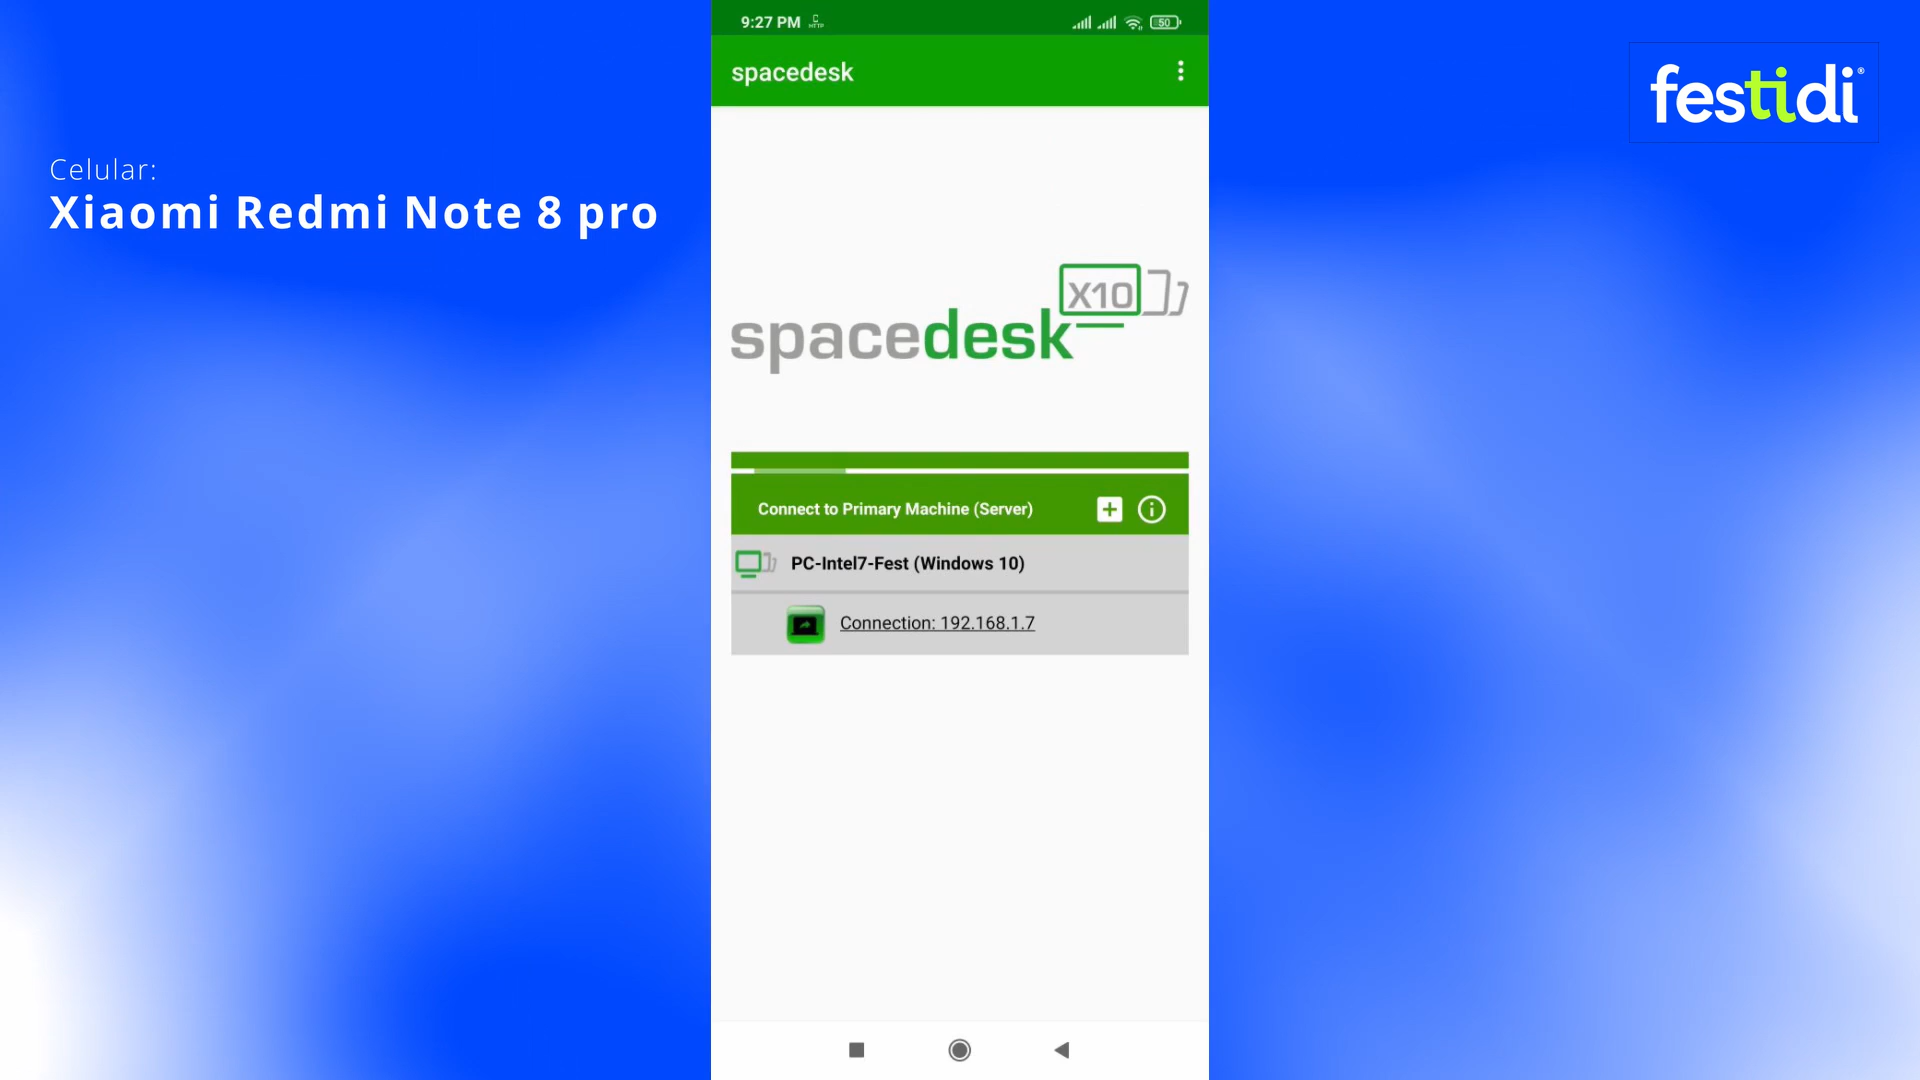 9:27 PM
50
spacedesk
festidi®
Celular:
Xiaomi Redmi Note 8 pro
X10
spacedesk
Connect to Primary Machine (Server)
PC-Intel7-Fest (Windows 10)
Connection: 192.168.1.7